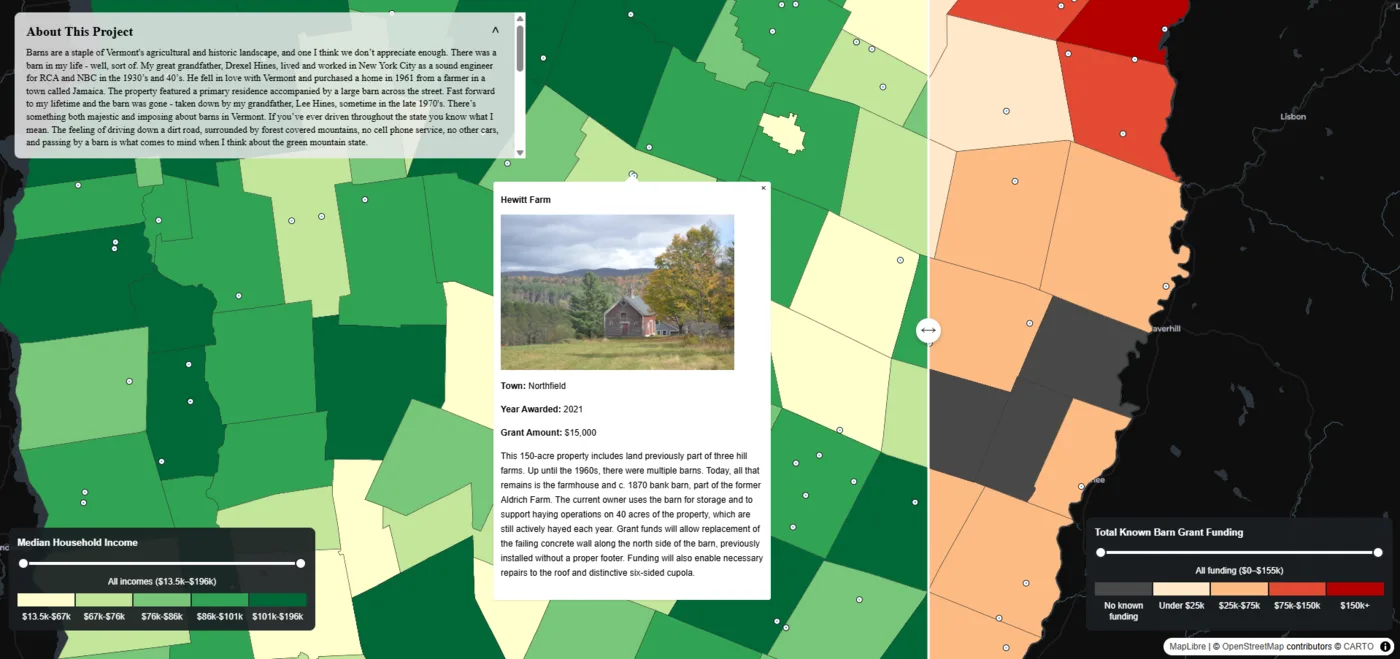 About This Project
^
Barns are a staple of Vermont's agricultural and historic landscape, and one I think we don't appreciate enough. There was a
barn in my life - well, sort of. My great grandfather, Drexel Hines, lived and worked in New York City as a sound engineer
for RCA and NBC in the 1930's and 40's. He fell in love with Vermont and purchased a home in 1961 from a farmer in a
town called Jamaica. The property featured a primary residence accompanied by a large barn across the street. Fast forward
to my lifetime and the barn was gone - taken down by my grandfather, Lee Hines, sometime in the late 1970's. There's
something both majestic and imposing about barns in Vermont. If you've ever driven throughout the state you know what I
mean. The feeling of driving down a dirt road, surrounded by forest covered mountains, no cell phone service, no other cars,
and passing by a barn is what comes to mind when I think about the green mountain state.
Lisbon
×
Hewitt Farm
averhill
Town: Northfield
Year Awarded: 2021
Grant Amount: $15,000
This 150-acre property includes land previously part of three hill
farms. Up until the 1960s, there were multiple barns. Today, all that
remains is the farmhouse and c. 1870 bank barn, part of the former
Aldrich Farm. The current owner uses the barn for storage and to
support haying operations on 40 acres of the property, which are
still actively hayed each year. Grant funds will allow replacement of
the failing concrete wall along the north side of the barn, previously
installed without a proper footer. Funding will also enable necessary
repairs to the roof and distinctive six-sided cupola.
Median Household Income
All incomes ($13.5k–$196k)
$13.5k-$67k $67k-$76k $76k-$86k $86k-$101k $101k-$196k
Total Known Barn Grant Funding
All funding ($0–$155k)
No known funding Under $25k $25k-$75k $75k-$150k $150k+
MapLibre | © OpenStreetMap contributors © CARTO